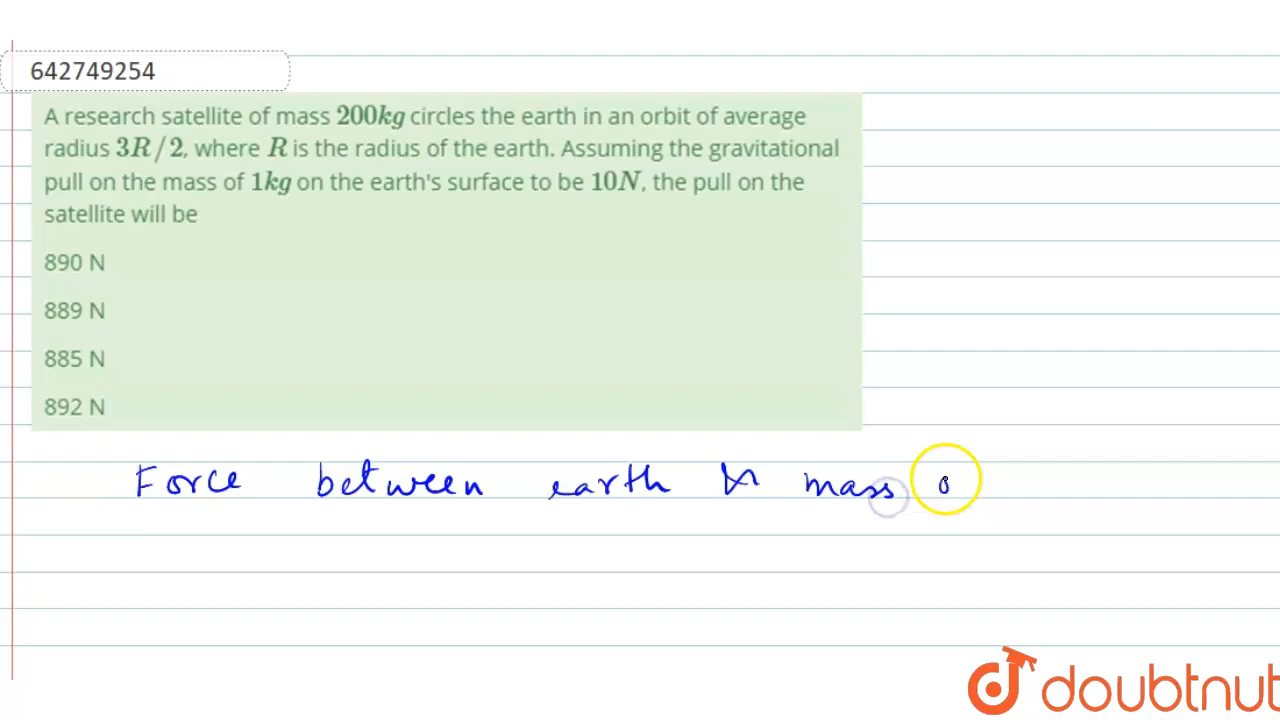 642749254
A research satellite of mass 200kg circles the earth in an orbit of average
radius 3R/2, where R is the radius of the earth. Assuming the gravitational
pull on the mass of 1kg on the earth's surface to be 10N, the pull on the
satellite will be
890 N
889 N
885 N
892 N
Force between earth & mass o
doubtnut